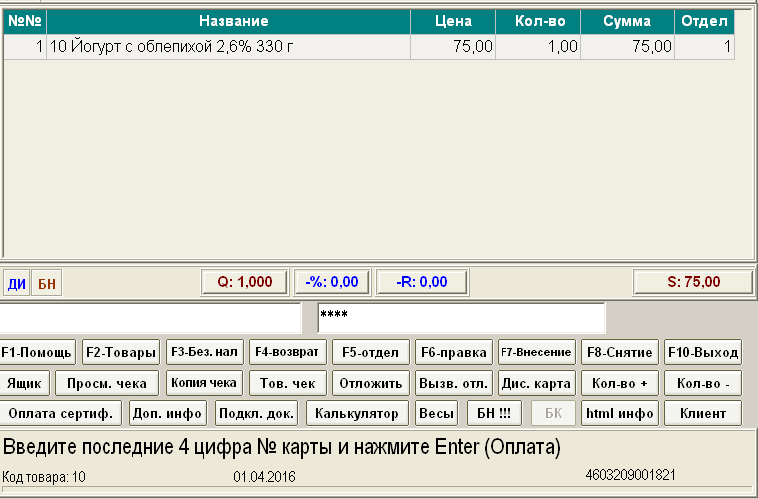 №№ Название Цена Кол-во Сумма Отдел
1 10 Йогурт с облепихой 2,6% 330 г 75,00 1,00 75,00 1
ДИ БН Q: 1,000 -%: 0,00 -R: 0,00 S: 75,00
****
F1-Помощь F2-Товары F3-Без. нал F4-возврат F5-отдел F6-правка F7-Внесение F8-Снятие F10-Выход
Ящик Просм. чека Копия чека Тов. чек Отложить Вызв. отл. Дис. карта Кол-во + Кол-во -
Оплата сертиф. Доп. инфо Подкл. док. Калькулятор Весы БН !!! БК html инфо Клиент
Введите последние 4 цифра № карты и нажмите Enter (Оплата)
Код товара: 10 01.04.2016 4603209001821